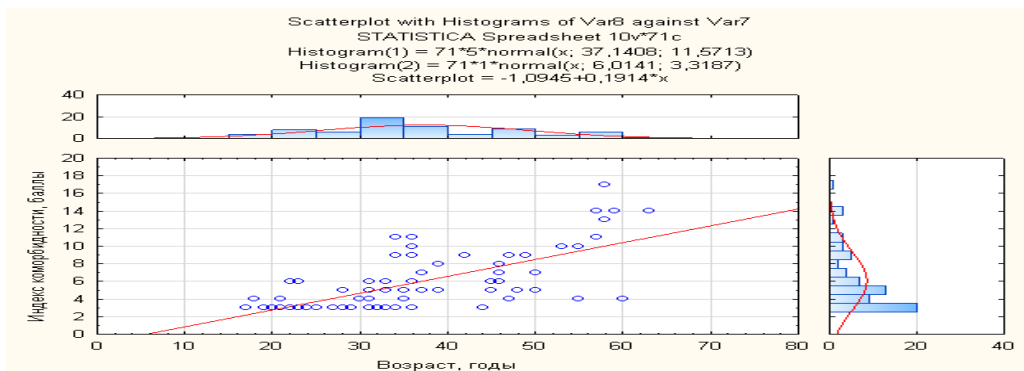 Scatterplot with Histograms of Var8 against Var7
STATISTICA Spreadsheet 10v*71c
Histogram(1) = 71*5*normal(x; 37,1408; 11,5713)
Histogram(2) = 71*1*normal(x; 6,0141; 3,3187)
Scatterplot = -1,0945+0,1914*x
40
20
0
20
18
16
14
12
10
8
6
4
2
0
Индекс коморбидности, баллы
0 10 20 30 40 50 60 70 80
0 20 40
Возраст, годы